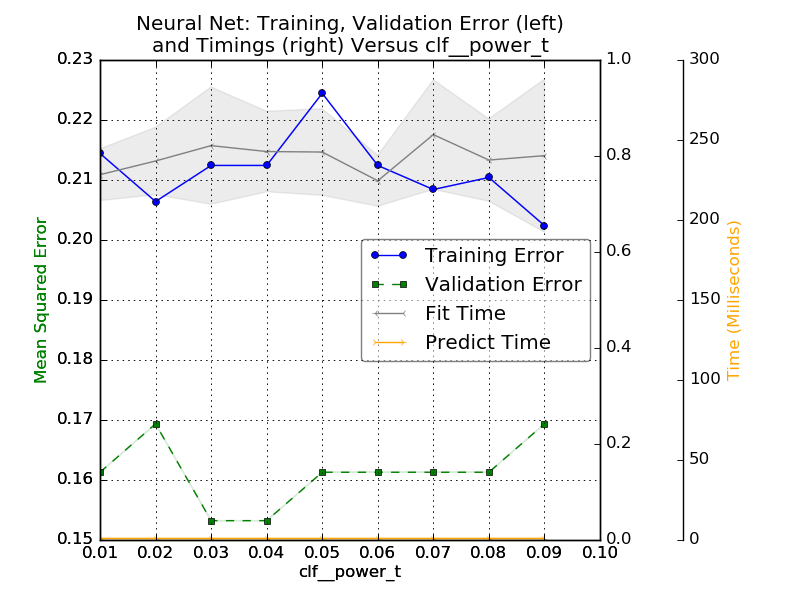 Neural Net: Training, Validation Error (left)
and Timings (right) Versus clf__power_t
0.23
0.22
0.21
0.20
0.19
0.18
0.17
0.16
0.15
Mean Squared Error
Training Error
Validation Error
Fit Time
Predict Time
1.0
0.8
0.6
0.4
0.2
0.0
300
250
200
150
100
50
0
Time (Milliseconds)
0.01 0.02 0.03 0.04 0.05 0.06 0.07 0.08 0.09 0.10
clf__power_t